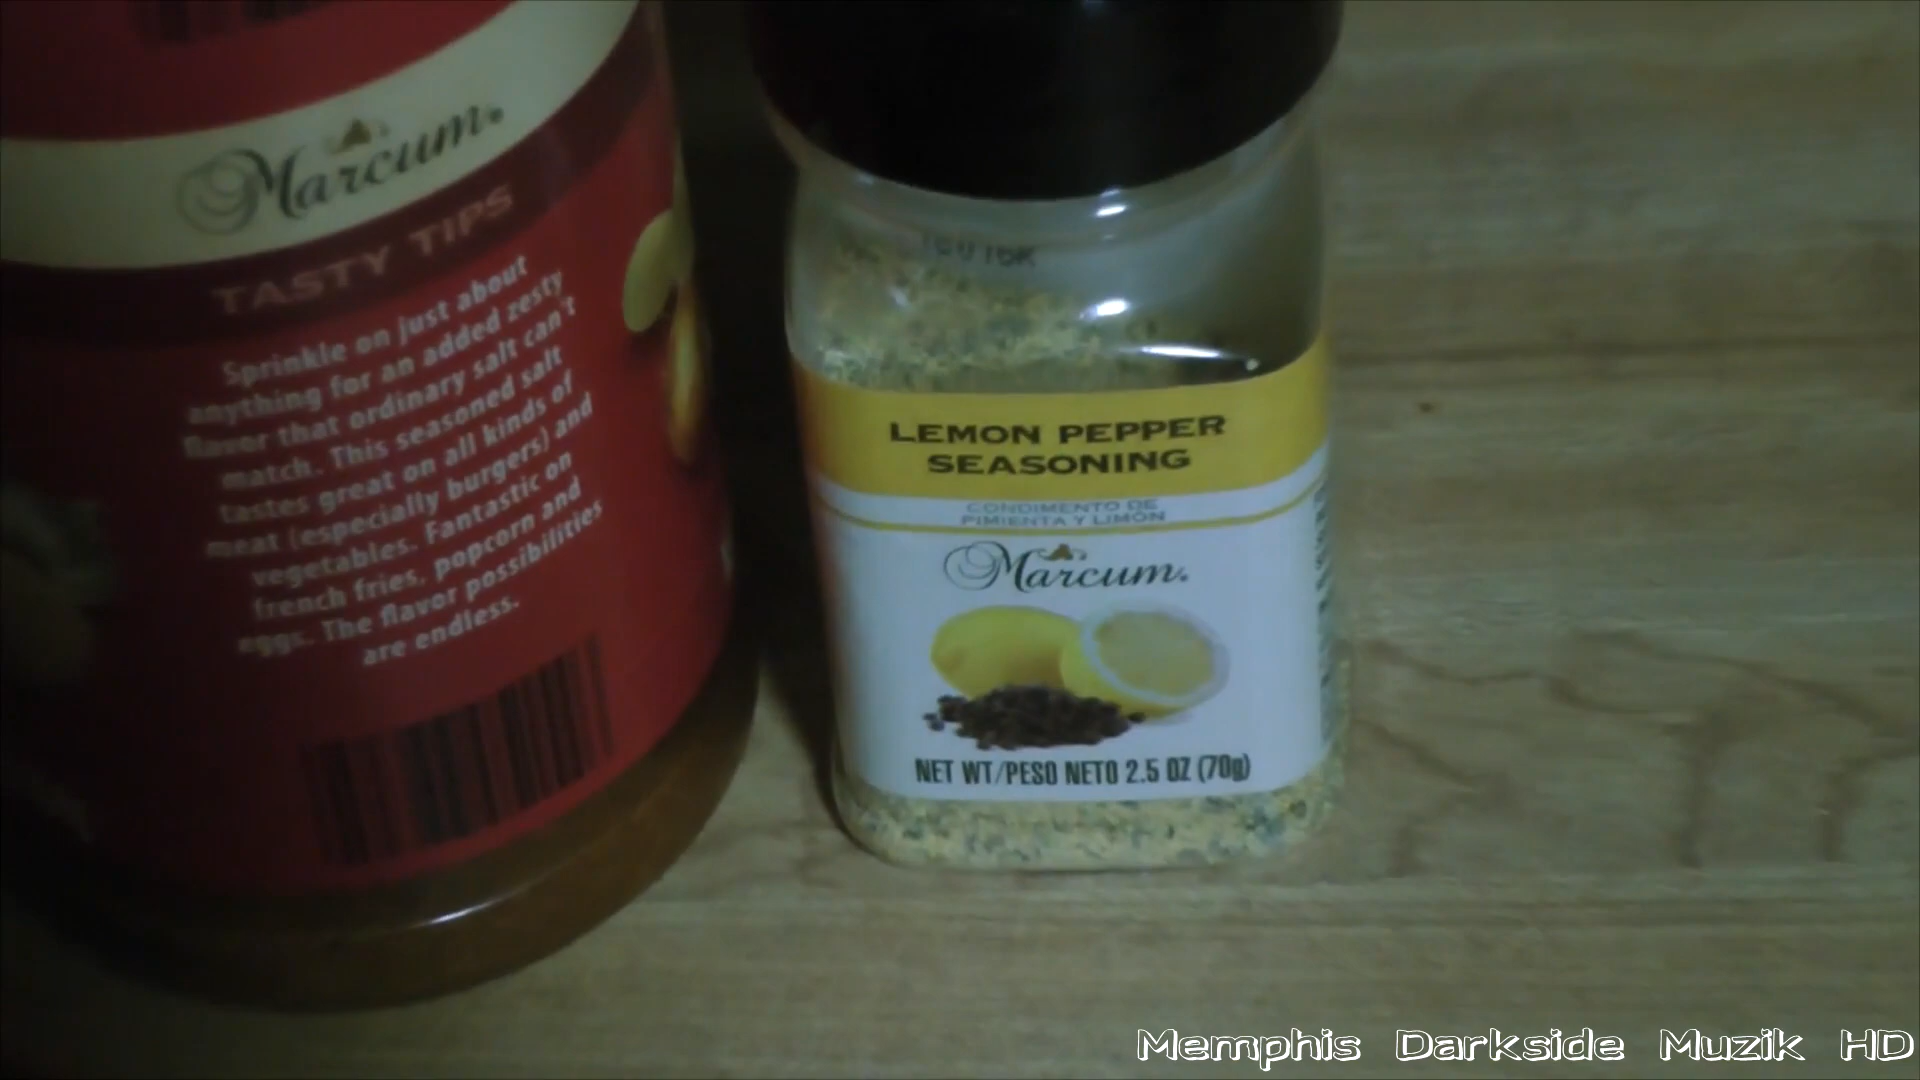 Marcum.
TASTY TIPS
Sprinkle on just about
anything for an added zesty
flavor that ordinary salt can't
match. This seasoned salt
tastes great on all kinds of
meat (especially burgers) and
vegetables. Fantastic on
french fries, popcorn and
eggs. The flavor possibilities
are endless.
LEMON PEPPER
SEASONING
CONDIMENTO DE
PIMIENTA Y LIMÓN
Marcum.
NET WT/PESO NETO 2.5 OZ (70g)
Memphis Darkside Muzik HD